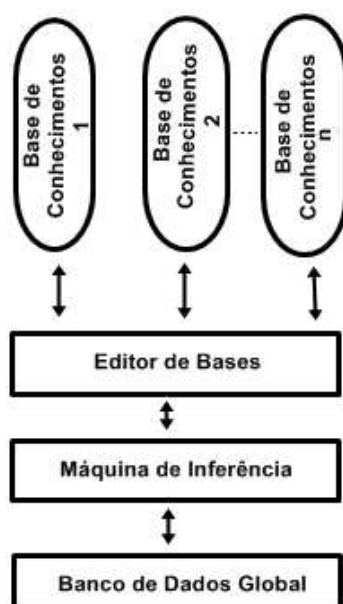 Base de
Conhecimentos
1
Base de
Conhecimentos
2
Base de
Conhecimentos
n
Editor de Bases
Máquina de Inferência
Banco de Dados Global